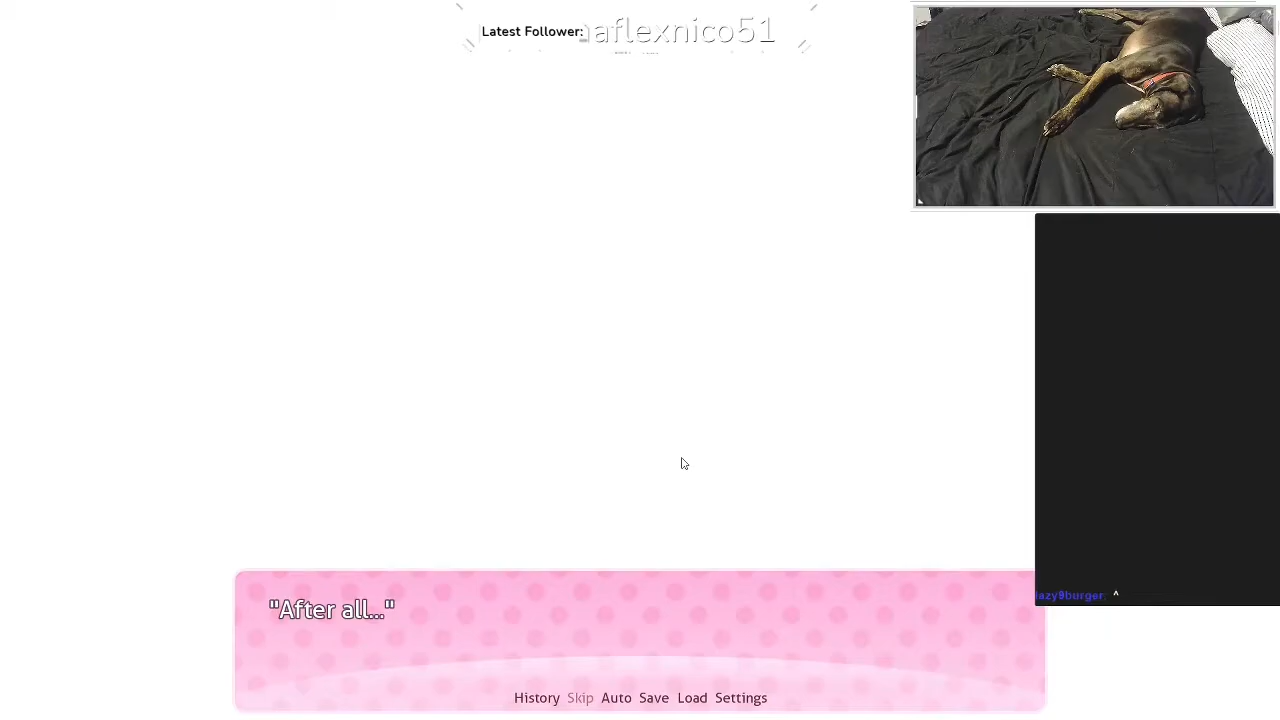 Latest Follower: aflexnico51
lazy9burger: ^
"After all..."
History Skip Auto Save Load Settings